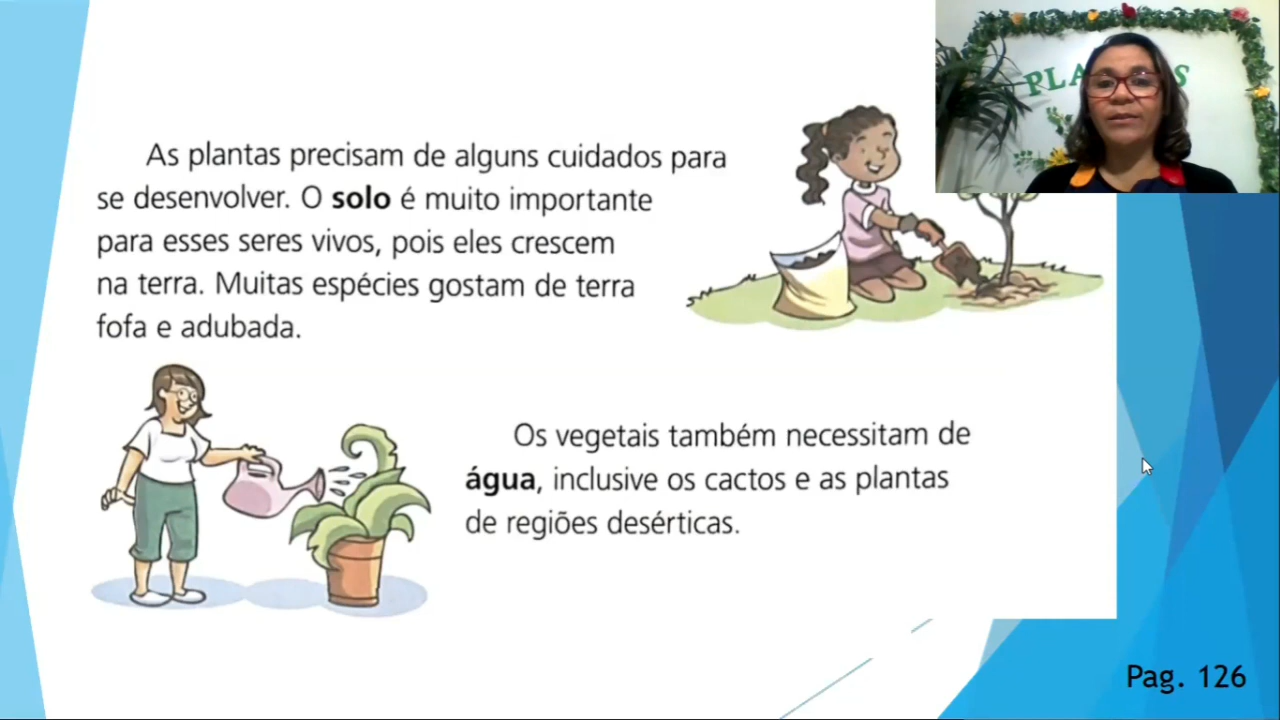 As plantas precisam de alguns cuidados para
se desenvolver. O solo é muito importante
para esses seres vivos, pois eles crescem
na terra. Muitas espécies gostam de terra
fofa e adubada.
Os vegetais também necessitam de
água, inclusive os cactos e as plantas
de regiões desérticas.
Pag. 126